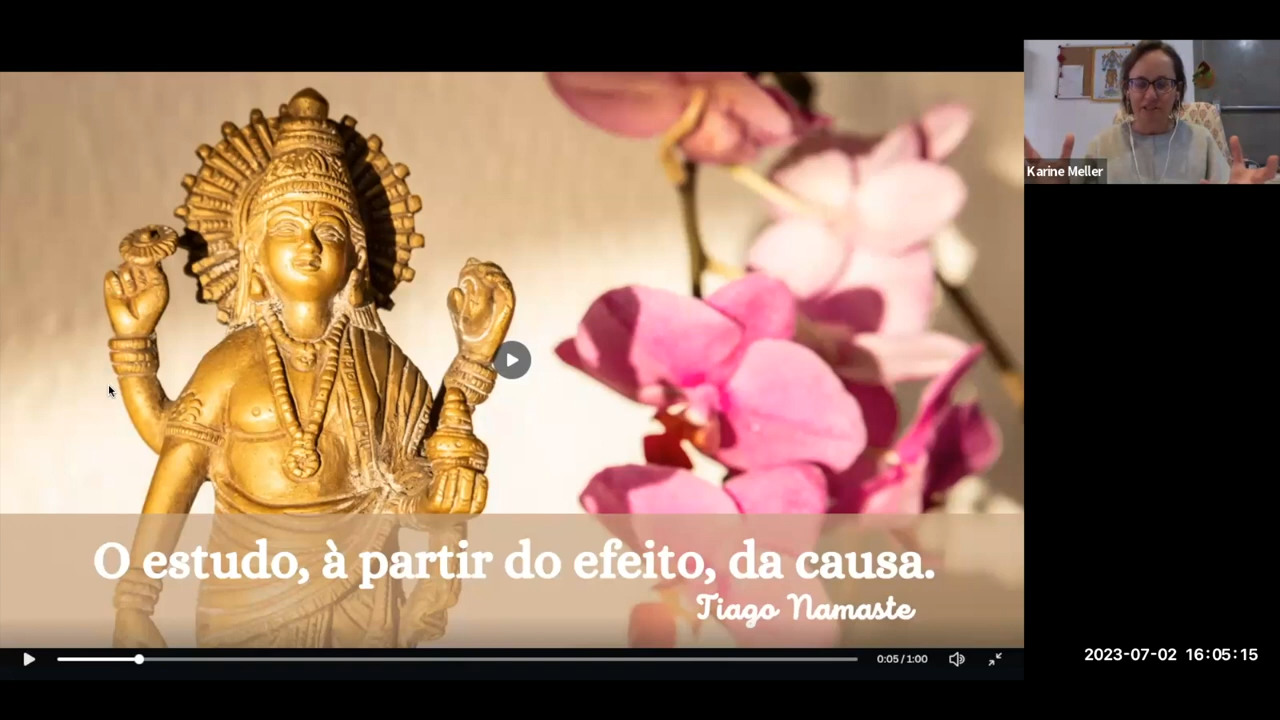 Karine Meller
O estudo, à partir do efeito, da causa.
Tiago Namaste
0:05 / 1:00
2023-07-02 16:05:15